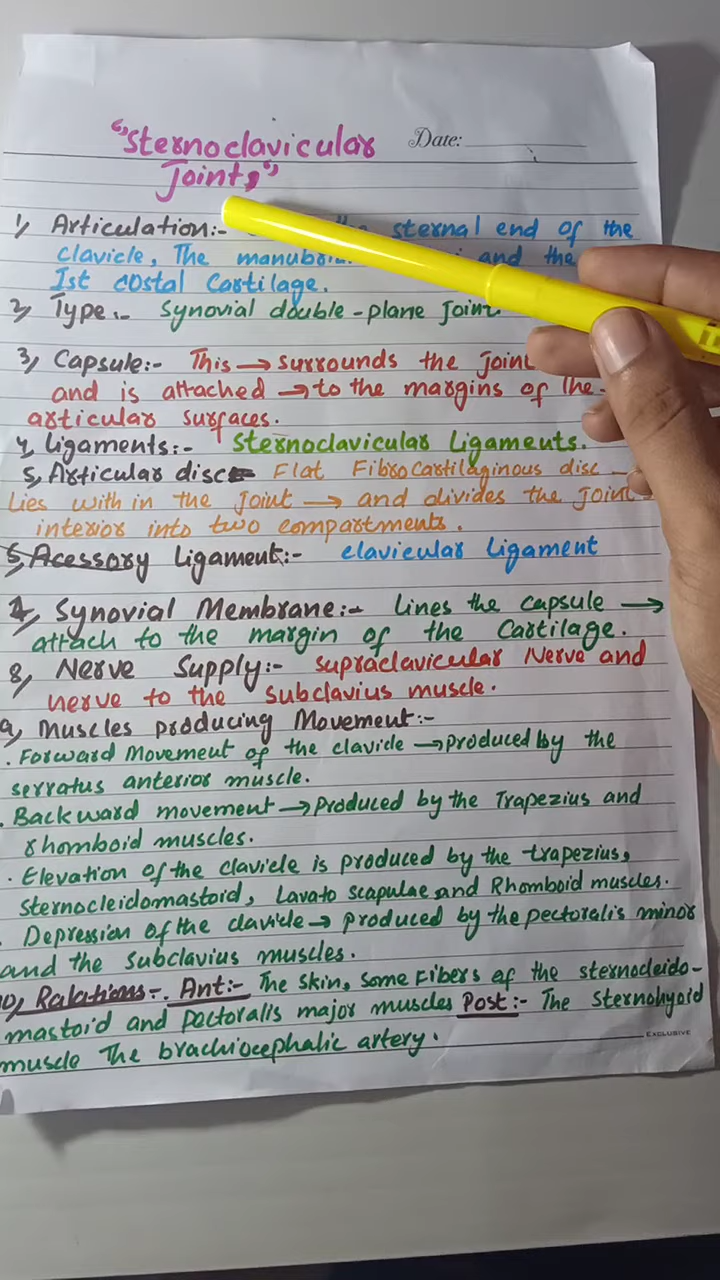 "Sternoclavicular Date:
Joint,"
1, Articulation:- sternal end of the
clavicle, The and the
Ist costal Cartilage.
2, Type:- Synovial double-plane Joint
3, Capsule:- This → surrounds the joint
and is attached → to the margins of the
articular surfaces.
4, Ligaments:- Sternoclavicular Ligaments.
5, Articular disc Flat Fibrocartilaginous disc
Lies with in the Joint → and divides the Joint
interior into two compartments.
Acessory Ligament:- clavicular ligament
7, Synovial Membrane:- Lines the capsule →
attach to the margin of the Cartilage.
8, Nerve Supply:- supraclavicular Nerve and
nerve to the subclavius muscle.
9, Muscles producing Movement:-
. Forward Movement of the clavicle → produced by the
serratus anterior muscle.
. Backward movement → Produced by the Trapezius and
rhomboid muscles.
. Elevation of the clavicle is produced by the trapezius,
Sternocleidomastoid, Lavato scapulae, and Rhomboid muscles.
. Depression of the clavicle → produced by the pectoralis minor
and the subclavius muscles.
10, Ralations-. Ant:- The skin, some Fibers of the sternocleido-
mastoid and pectoralis major muscles Post:- The Sternohyoid
muscle The brachiocephalic artery.
EXCLUSIVE